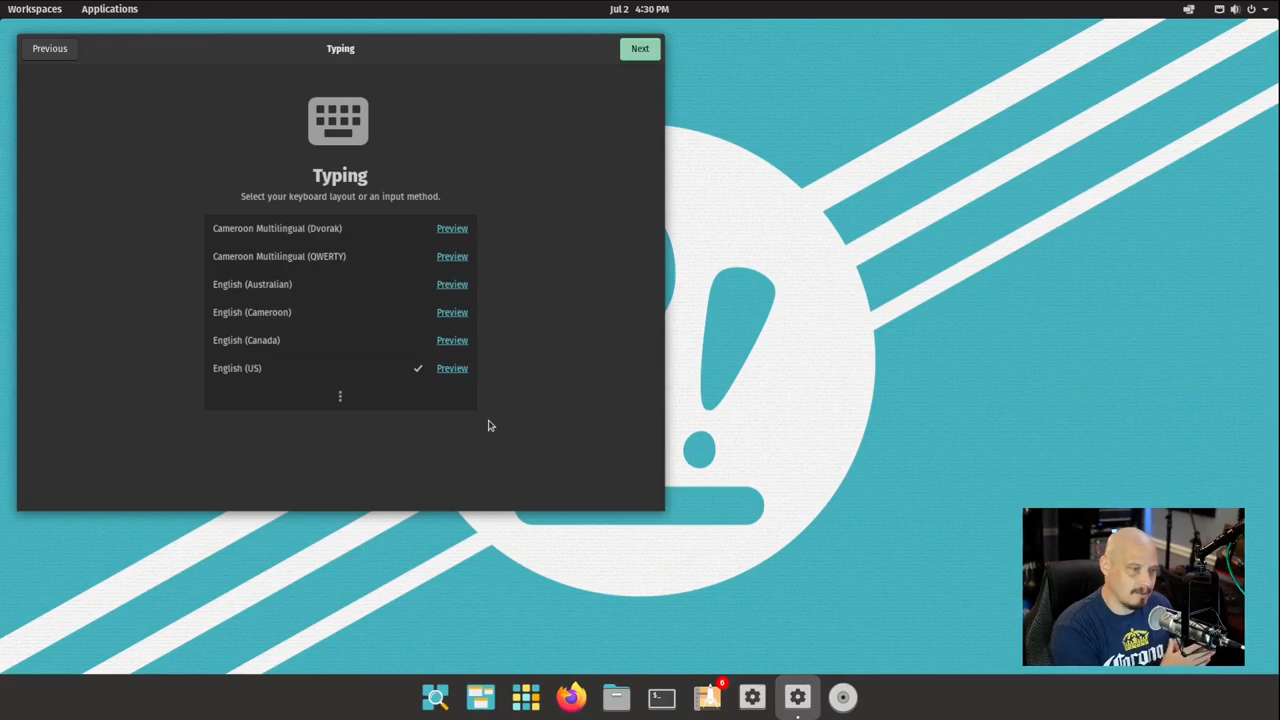 Workspaces
Applications
Jul 2 4:30 PM
Previous
Typing
Next
Typing
Select your keyboard layout or an input method.
Cameroon Multilingual (Dvorak) Preview
Cameroon Multilingual (QWERTY) Preview
English (Australian) Preview
English (Cameroon) Preview
English (Canada) Preview
English (US) Preview
Corona
6